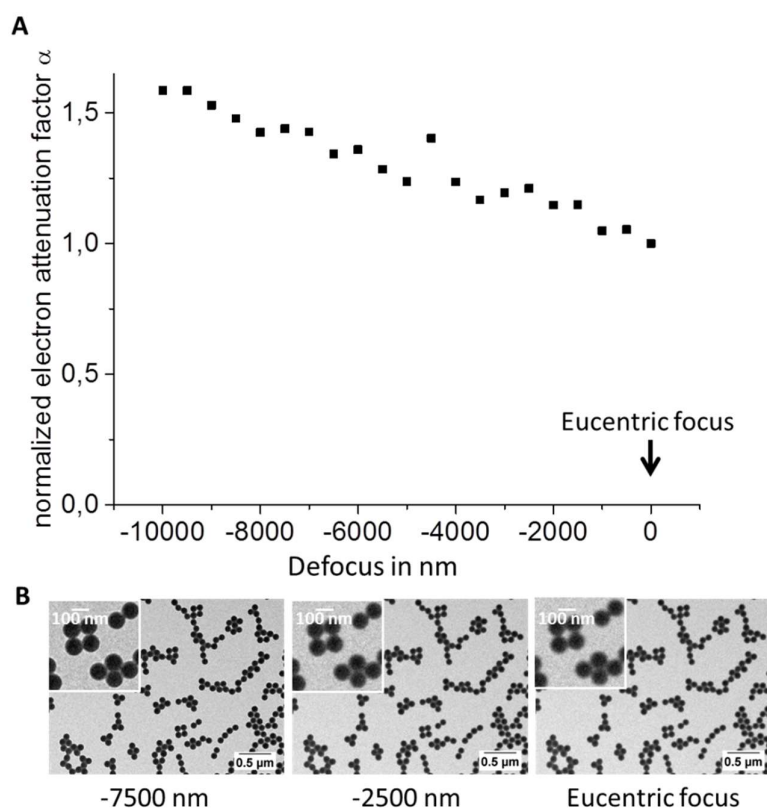 A
normalized electron attenuation factor α
1,5
1,0
0,5
0,0
Eucentric focus
-10000 -8000 -6000 -4000 -2000 0
Defocus in nm
B
100 nm 100 nm 100 nm
0.5 µm 0.5 µm 0.5 µm
-7500 nm -2500 nm Eucentric focus